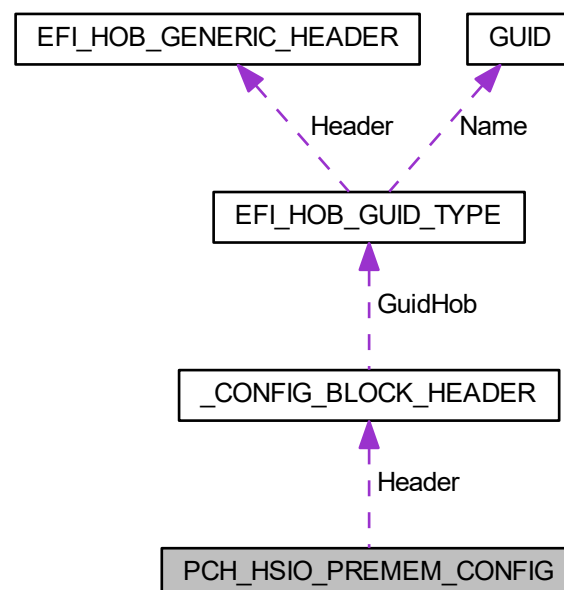 EFI_HOB_GENERIC_HEADER
GUID
Header
Name
EFI_HOB_GUID_TYPE
GuidHob
_CONFIG_BLOCK_HEADER
Header
PCH_HSIO_PREMEM_CONFIG